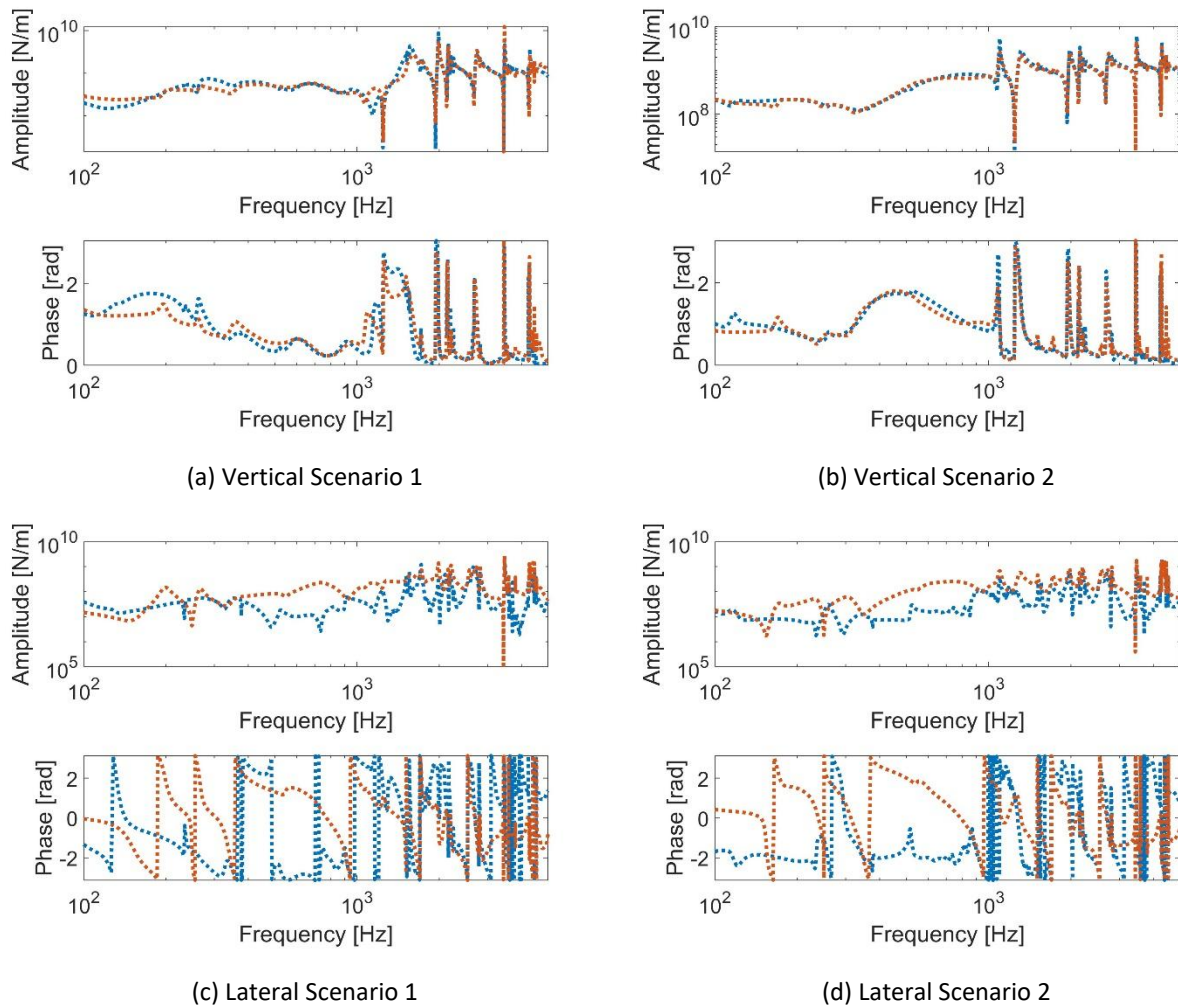 10^10
Amplitude [N/m]
10^2
10^3
Frequency [Hz]
2
0
Phase [rad]
10^2
10^3
Frequency [Hz]
(a) Vertical Scenario 1
10^10
10^8
Amplitude [N/m]
10^2
10^3
Frequency [Hz]
2
0
Phase [rad]
10^2
10^3
Frequency [Hz]
(b) Vertical Scenario 2
10^10
10^5
Amplitude [N/m]
10^2
10^3
Frequency [Hz]
2
0
-2
Phase [rad]
10^2
10^3
Frequency [Hz]
(c) Lateral Scenario 1
10^10
10^5
Amplitude [N/m]
10^2
10^3
Frequency [Hz]
2
0
-2
Phase [rad]
10^2
10^3
Frequency [Hz]
(d) Lateral Scenario 2